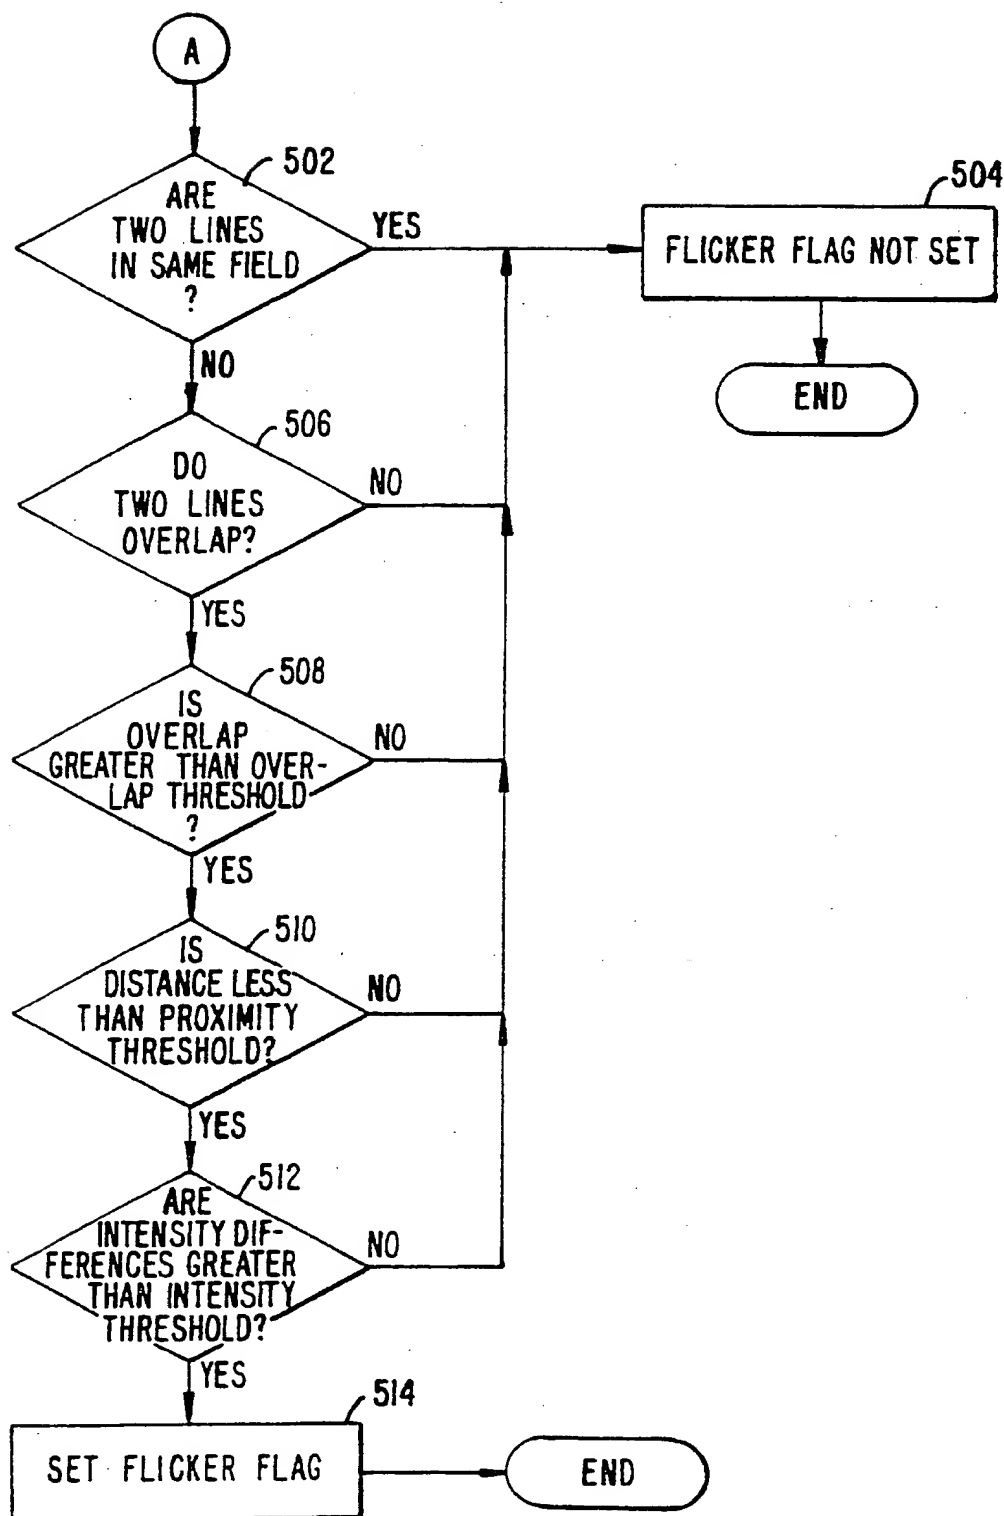 A
502
ARE
TWO LINES
IN SAME FIELD
?
YES
504
FLICKER FLAG NOT SET
END
NO
506
DO
TWO LINES
OVERLAP?
NO
YES
508
IS
OVERLAP
GREATER THAN OVER-
LAP THRESHOLD
?
NO
YES
510
IS
DISTANCE LESS
THAN PROXIMITY
THRESHOLD?
NO
YES
512
ARE
INTENSITY DIF-
FERENCES GREATER
THAN INTENSITY
THRESHOLD?
NO
YES
514
SET FLICKER FLAG
END